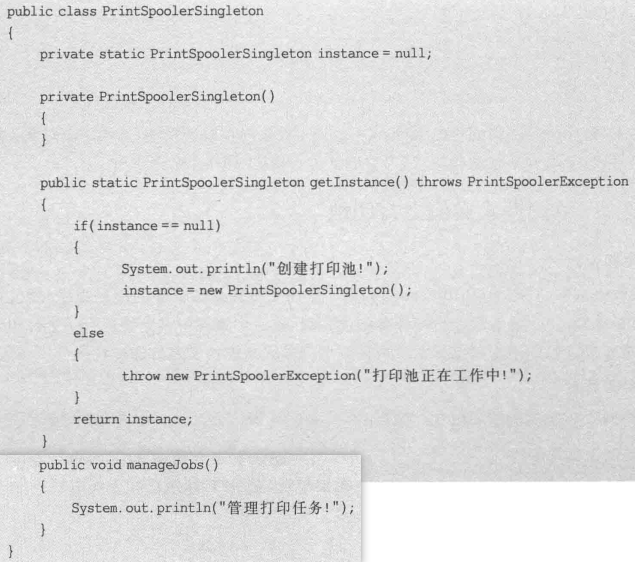 public class PrintSpoolerSingleton
{
    private static PrintSpoolerSingleton instance = null;

    private PrintSpoolerSingleton()
    {
    }

    public static PrintSpoolerSingleton getInstance() throws PrintSpoolerException
    {
        if(instance == null)
        {
            System.out.println("创建打印池!");
            instance = new PrintSpoolerSingleton();
        }
        else
        {
            throw new PrintSpoolerException("打印池正在工作中!");
        }
        return instance;
    }
    public void manageJobs()
    {
        System.out.println("管理打印任务!");
    }
}